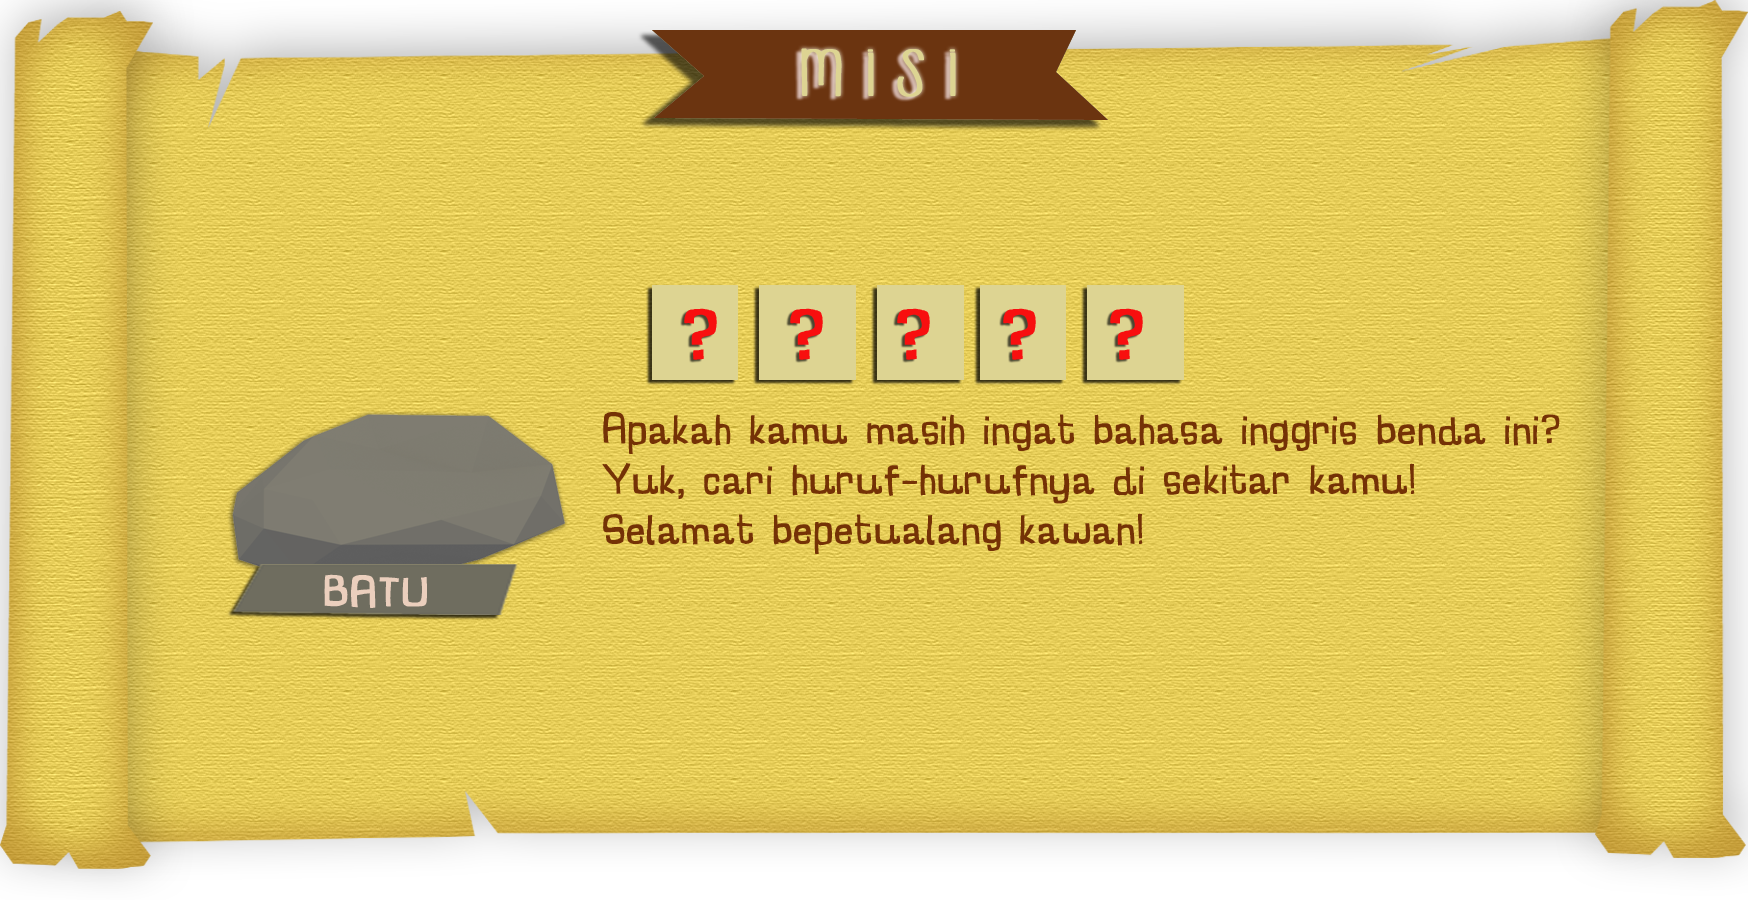 MISI
? ? ? ? ?
Apakah kamu masih ingat bahasa inggris benda ini?
Yuk, cari huruf-hurufnya di sekitar kamu!
Selamat bepetualang kawan!
BATU